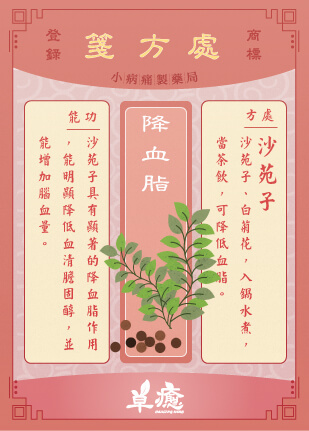 商標
處方箋
登錄
小病痛製藥局
處方
沙苑子
沙苑子、白菊花，入鍋水煮，
當茶飲，可降低血脂。
降血脂
功能
沙苑子具有顯著的降血脂作用
，能明顯降低血清膽固醇，並
能增加腦血量。
草癒